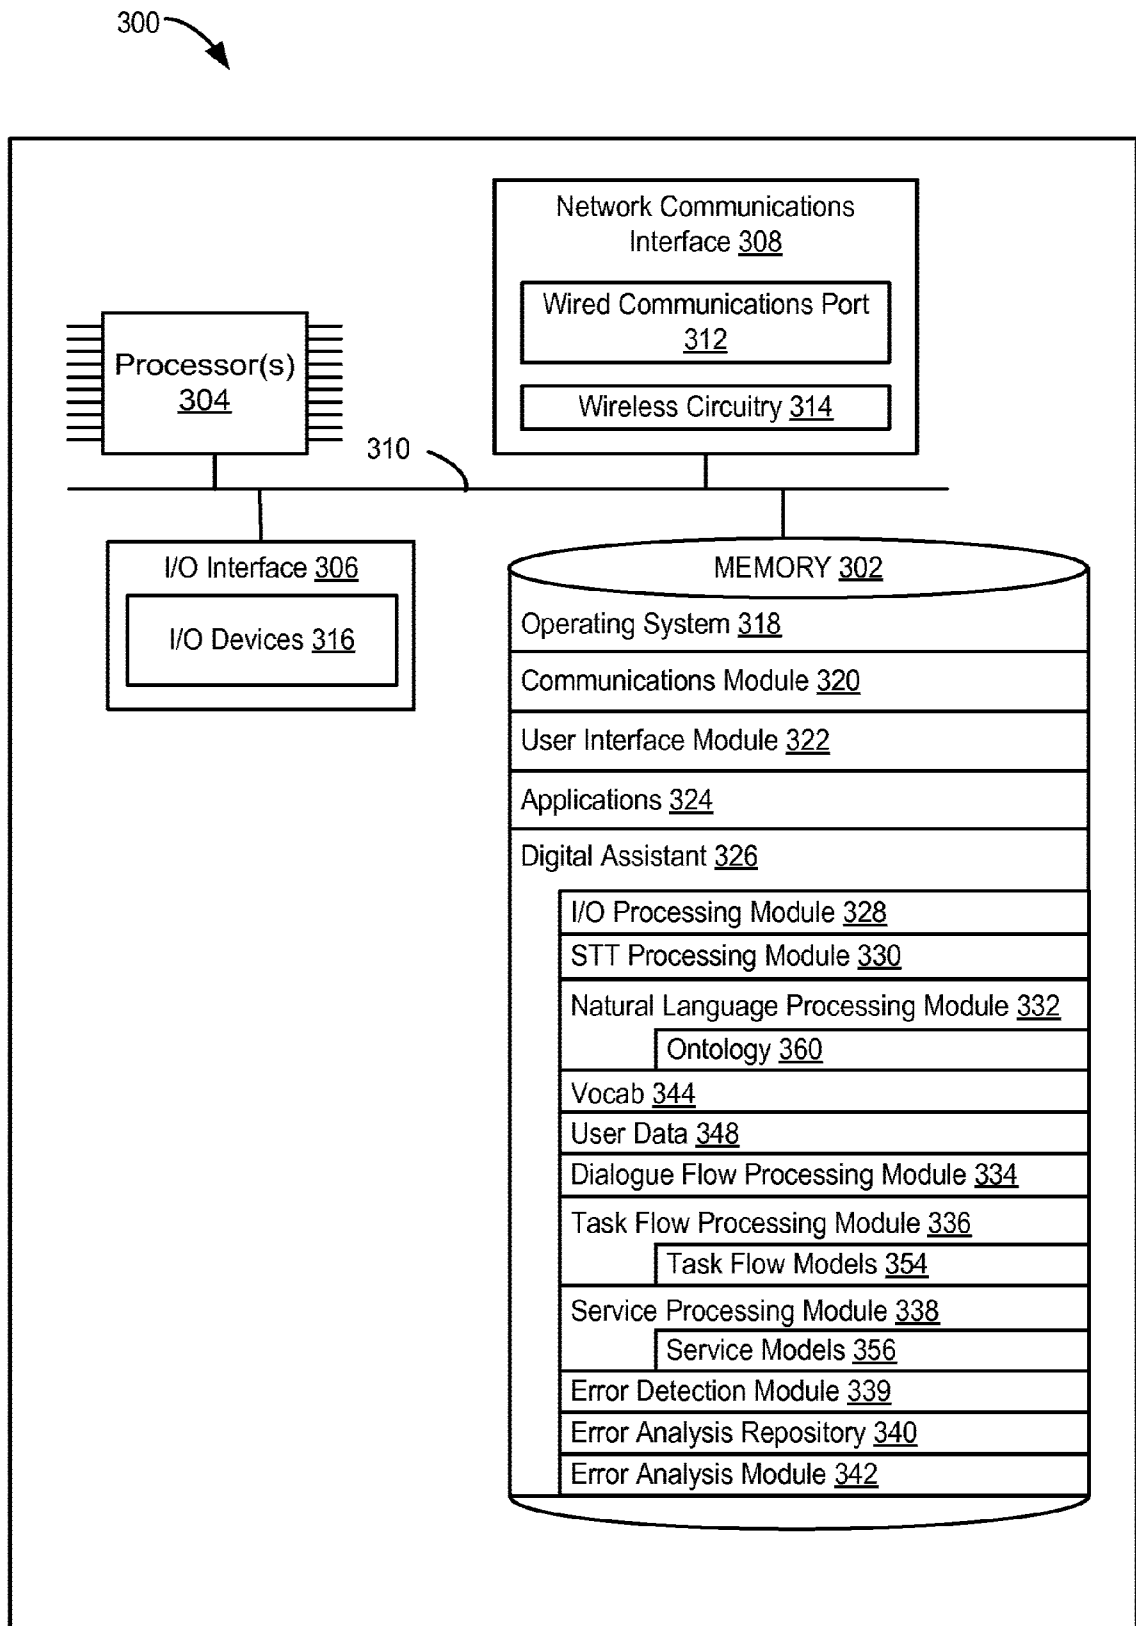 300
Network Communications
Interface 308
Wired Communications Port
312
Wireless Circuitry 314
Processor(s)
304
310
I/O Interface 306
I/O Devices 316
MEMORY 302
Operating System 318
Communications Module 320
User Interface Module 322
Applications 324
Digital Assistant 326
I/O Processing Module 328
STT Processing Module 330
Natural Language Processing Module 332
Ontology 360
Vocab 344
User Data 348
Dialogue Flow Processing Module 334
Task Flow Processing Module 336
Task Flow Models 354
Service Processing Module 338
Service Models 356
Error Detection Module 339
Error Analysis Repository 340
Error Analysis Module 342